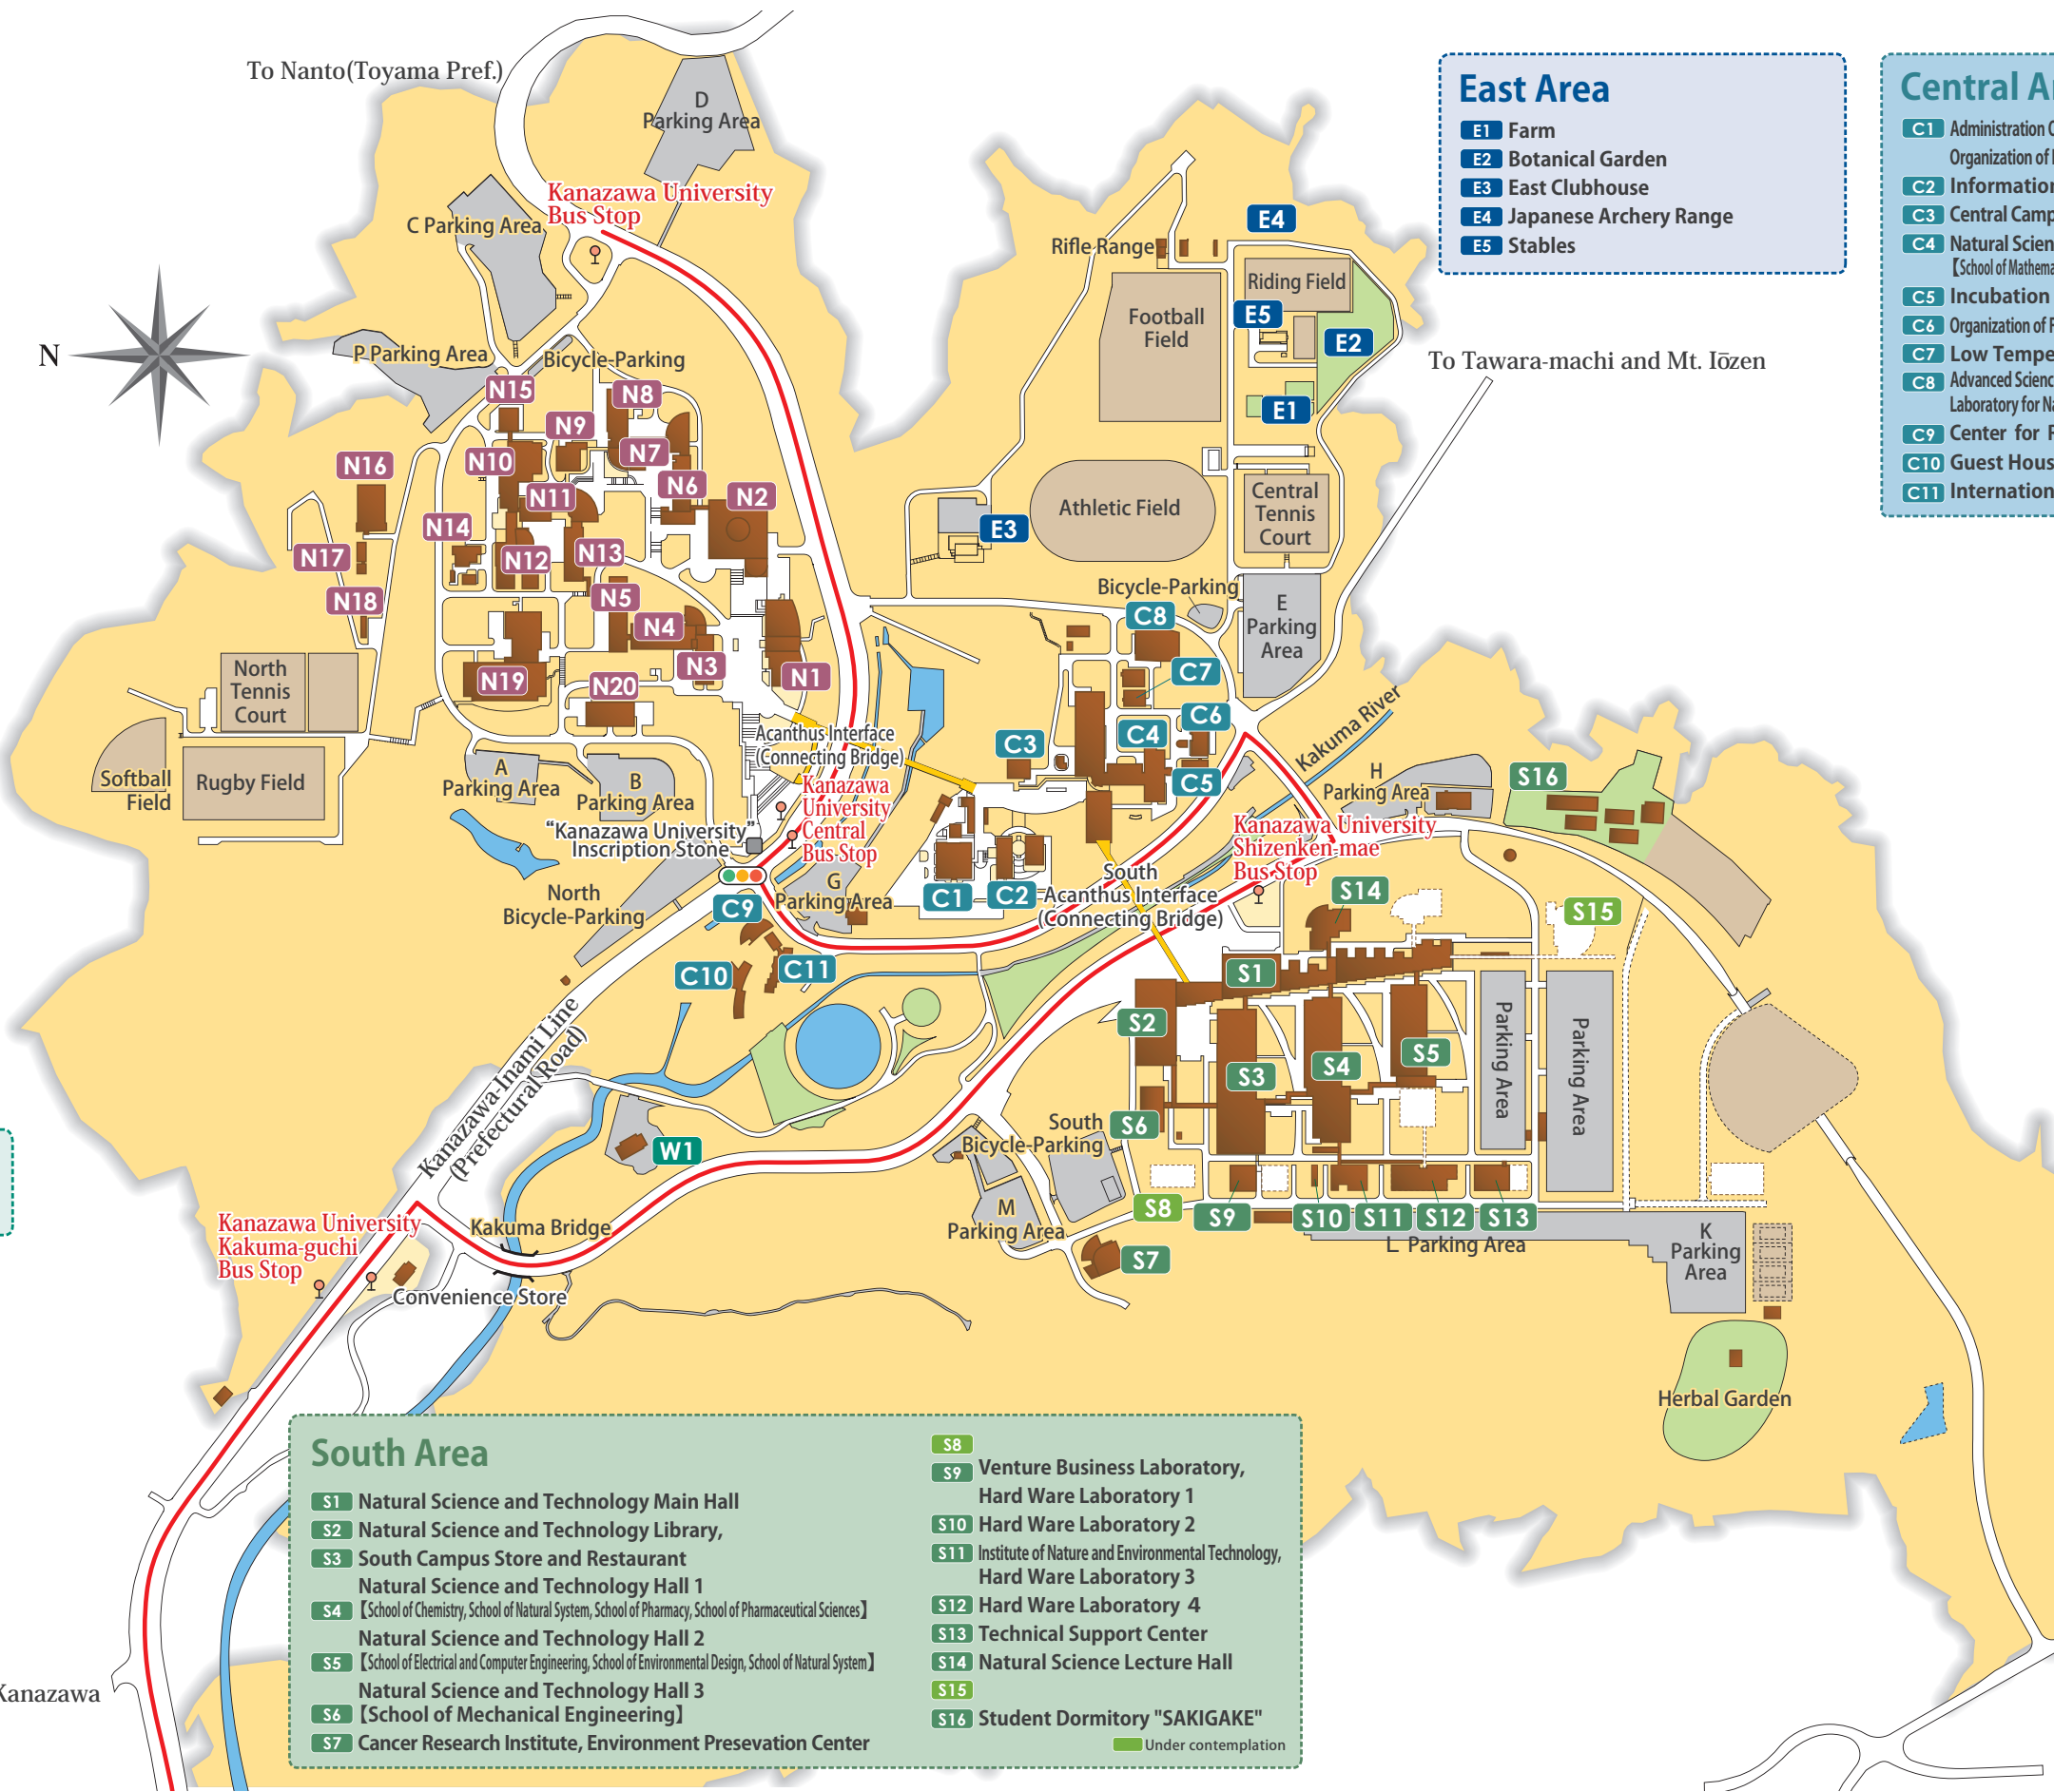 To Nanto(Toyama Pref.)
D
Parking Area
Kanazawa University
Bus Stop
C Parking Area
P Parking Area
Bicycle-Parking
N
N15
N8
N9
N7
N10
N16
N6
N2
N11
N14
N13
N12
N17
N5
N18
N4
N3
N1
N19
N20
North
Tennis
Court
Softball
Field
Rugby Field
A
Parking Area
B
Parking Area
Acanthus Interface
(Connecting Bridge)
Kanazawa
University
Central
Bus Stop
"Kanazawa University"
Inscription Stone
North
Bicycle-Parking
G
Parking Area
Rifle Range
E4
Riding Field
E5
E2
E1
Football
Field
Athletic Field
Central
Tennis
Court
E3
Bicycle-Parking
E
Parking
Area
To Tawara-machi and Mt. Iōzen
C8
C7
C6
C3
C4
C5
C1
C2
C9
C10
C11
Kakuma River
H
Parking Area
S16
Kanazawa University
Shizenken-mae
Bus Stop
South
Acanthus Interface
(Connecting Bridge)
S14
S15
S1
S2
S3
S4
S5
Parking Area
Parking Area
S6
South
Bicycle-Parking
M
Parking Area
S8
S9
S10
S11
S12
S13
S7
L Parking Area
K
Parking
Area
Herbal Garden
Kanazawa-Inami Line
(Prefectural Road)
W1
Kakuma Bridge
Kanazawa University
Kakuma-guchi
Bus Stop
Convenience Store
Kanazawa
East Area
E1 Farm
E2 Botanical Garden
E3 East Clubhouse
E4 Japanese Archery Range
E5 Stables
Central A
C1 Administration
Organization of
C2 Information
C3 Central Camp
C4 Natural Scien
【School of Mathema
C5 Incubation
C6 Organization of
C7 Low Tempe
C8 Advanced Scienc
Laboratory for Na
C9 Center for
C10 Guest Hous
C11 Internation
South Area
S1 Natural Science and Technology Main Hall
S2 Natural Science and Technology Library,
S3 South Campus Store and Restaurant
Natural Science and Technology Hall 1
S4 【School of Chemistry, School of Natural System, School of Pharmacy, School of Pharmaceutical Sciences】
Natural Science and Technology Hall 2
S5 【School of Electrical and Computer Engineering, School of Environmental Design, School of Natural System】
Natural Science and Technology Hall 3
S6 【School of Mechanical Engineering】
S7 Cancer Research Institute, Environment Presevation Center
S8
S9 Venture Business Laboratory,
Hard Ware Laboratory 1
S10 Hard Ware Laboratory 2
S11 Institute of Nature and Environmental Technology,
Hard Ware Laboratory 3
S12 Hard Ware Laboratory 4
S13 Technical Support Center
S14 Natural Science Lecture Hall
S15
S16 Student Dormitory "SAKIGAKE"
Under contemplation